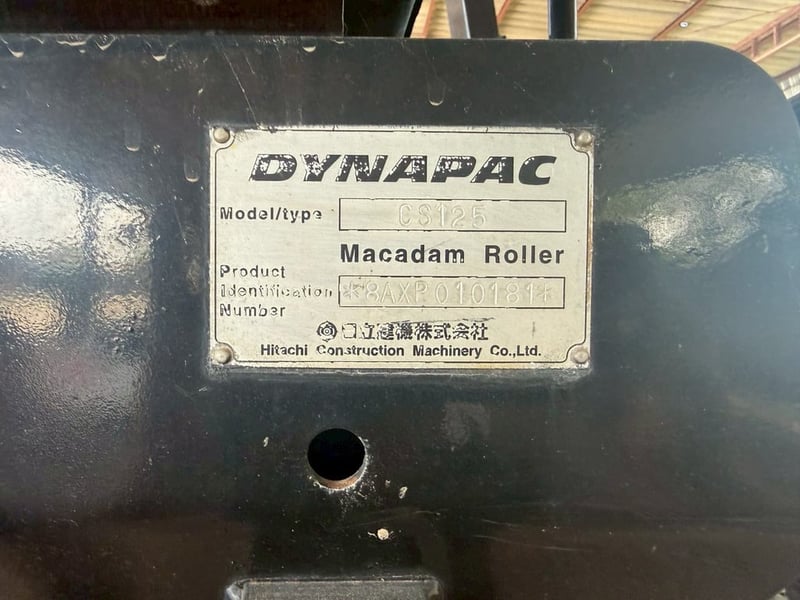 DYNAPAC
Model/type CS125
Macadam Roller
Product
Identification *8AXP010181*
Number
日立建機株式会社
Hitachi Construction Machinery Co.,Ltd.